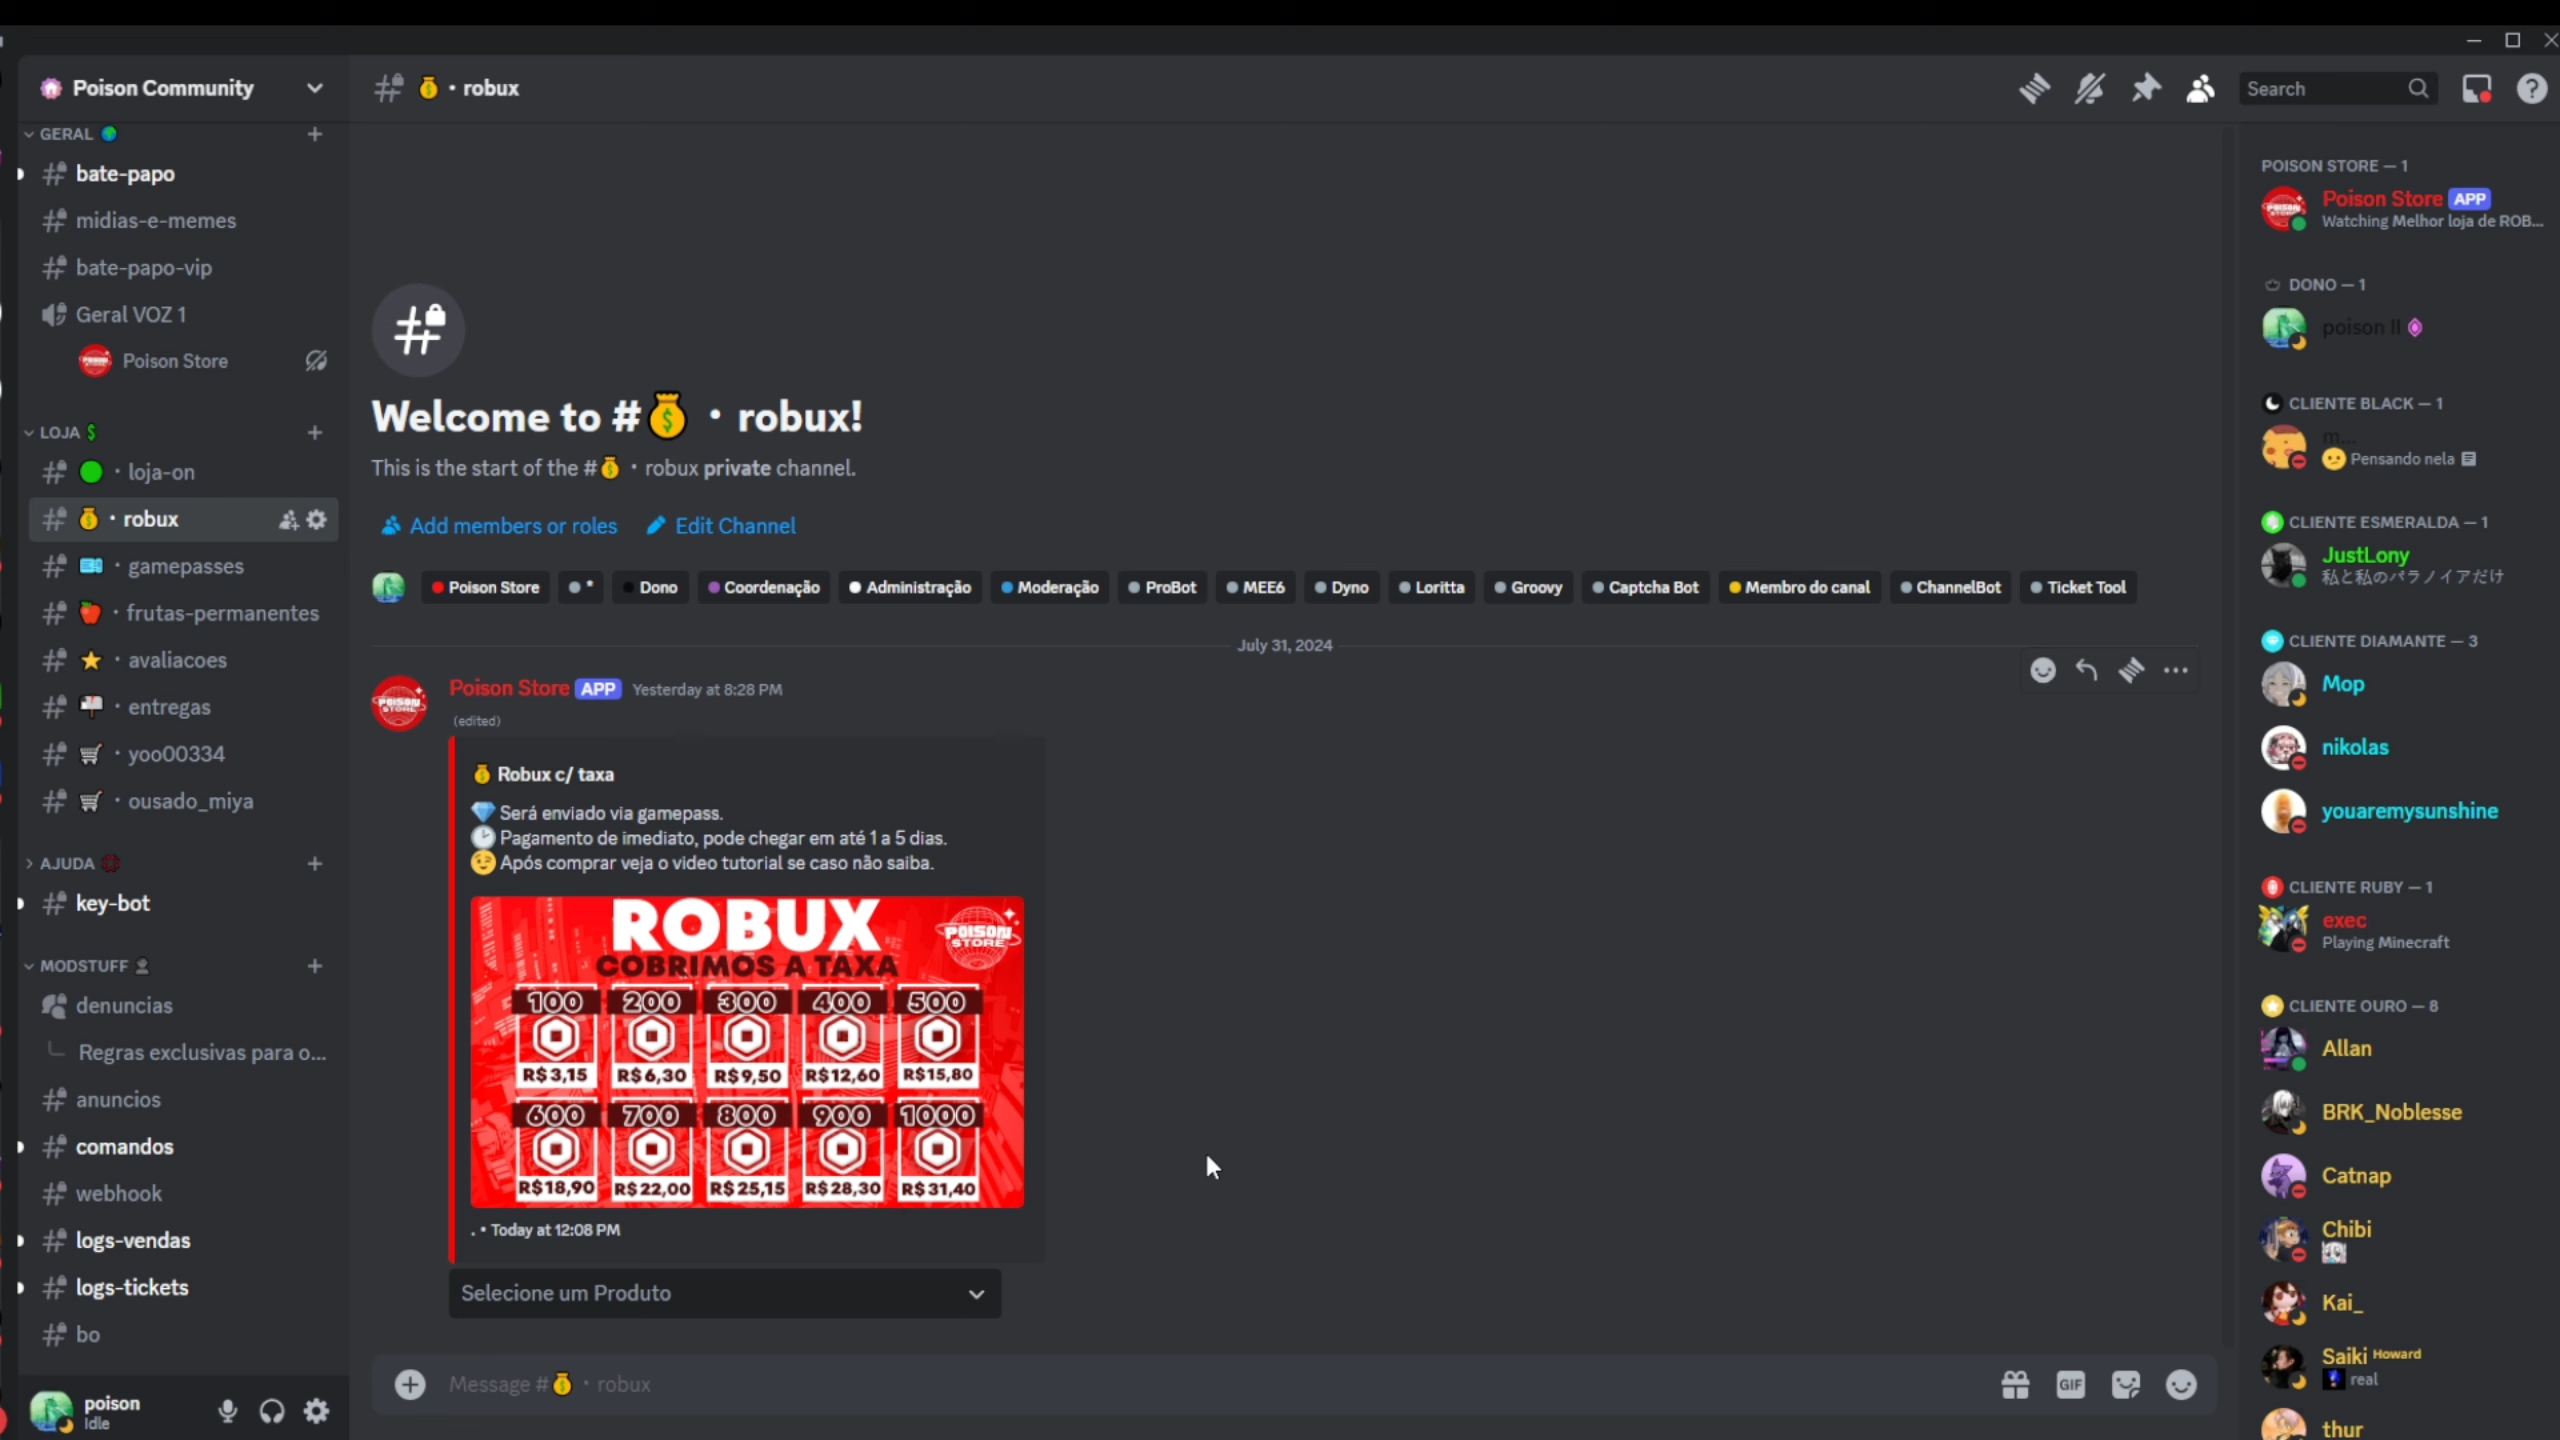 Poison Community
GERAL
bate-papo
midias-e-memes
bate-papo-vip
Geral VOZ 1
Poison Store
LOJA
• loja-on
• robux
• gamepasses
• frutas-permanentes
• avaliacoes
• entregas
• yoo00334
• ousado_miya
AJUDA
key-bot
MODSTUFF
denuncias
Regras exclusivas para o...
anuncios
comandos
webhook
logs-vendas
logs-tickets
bo
poison
Idle
• robux
Search
Welcome to #💰 • robux!
This is the start of the #💰 • robux private channel.
Add members or roles Edit Channel
Poison Store * Dono Coordenação Administração Moderação ProBot MEE6 Dyno Loritta Groovy Captcha Bot Membro do canal ChannelBot Ticket Tool
July 31, 2024
Poison Store APP Yesterday at 8:28 PM
(edited)
Robux c/ taxa
Será enviado via gamepass.
Pagamento de imediato, pode chegar em até 1 a 5 dias.
Após comprar veja o video tutorial se caso não saiba.
ROBUX
POISON STORE
COBRIMOS A TAXA
100 200 300 400 500
R$3,15 R$6,30 R$9,50 R$12,60 R$15,80
600 700 800 900 1000
R$18,90 R$22,00 R$25,15 R$28,30 R$31,40
. • Today at 12:08 PM
Selecione um Produto
Message #💰 • robux
GIF
POISON STORE — 1
Poison Store APP
Watching Melhor loja de ROB...
DONO — 1
poison II
CLIENTE BLACK — 1
m...
Pensando nela
CLIENTE ESMERALDA — 1
JustLony
私と私のパラノイアだけ
CLIENTE DIAMANTE — 3
Mop
nikolas
youaremysunshine
CLIENTE RUBY — 1
exec
Playing Minecraft
CLIENTE OURO — 8
Allan
BRK_Noblesse
Catnap
Chibi
Kai_
Saiki Howard
real
thur